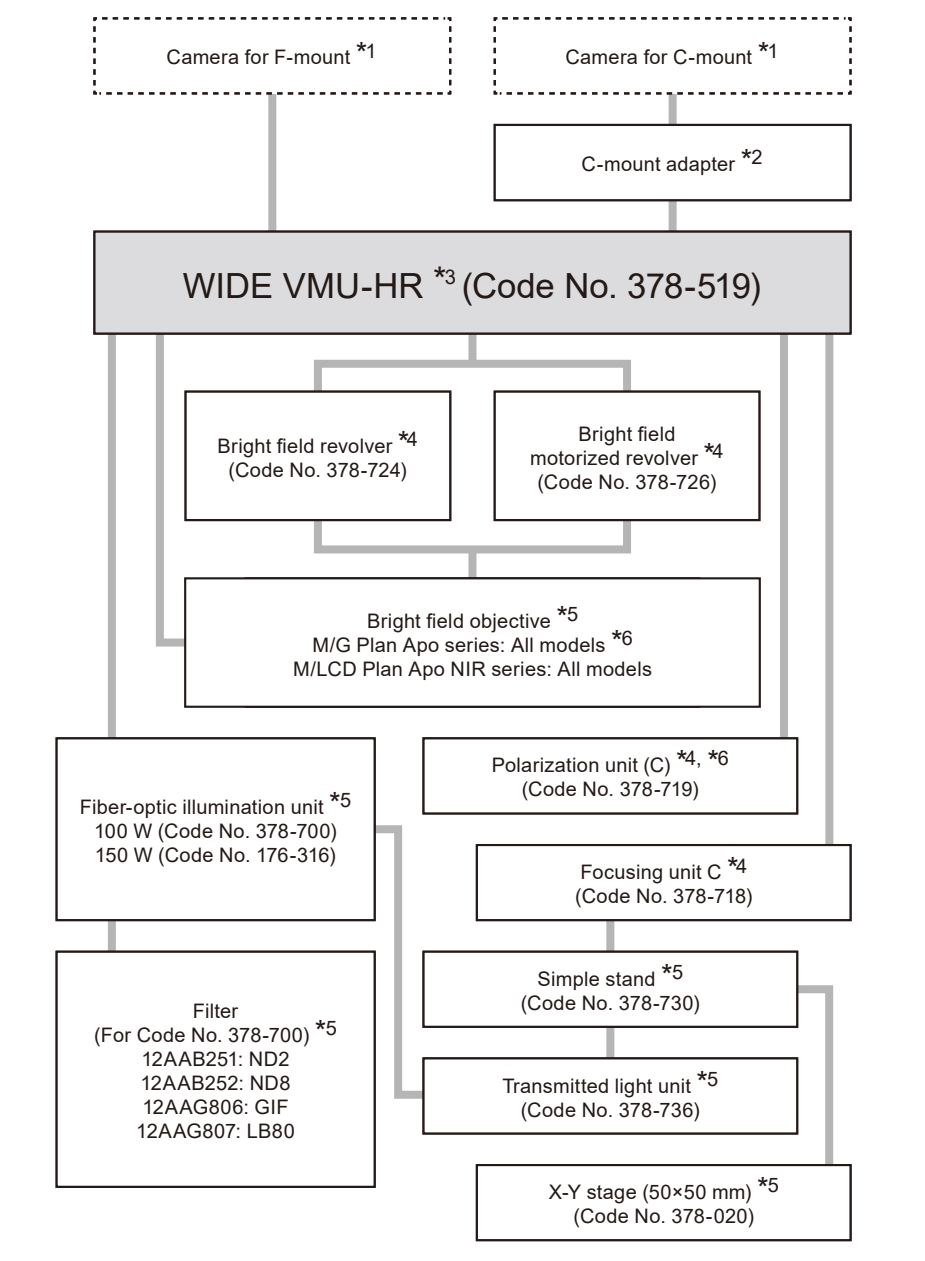 Camera for F-mount *1
Camera for C-mount *1
C-mount adapter *2
WIDE VMU-HR *3 (Code No. 378-519)
Bright field revolver *4
(Code No. 378-724)
Bright field
motorized revolver *4
(Code No. 378-726)
Bright field objective *5
M/G Plan Apo series: All models *6
M/LCD Plan Apo NIR series: All models
Fiber-optic illumination unit *5
100 W (Code No. 378-700)
150 W (Code No. 176-316)
Polarization unit (C) *4, *6
(Code No. 378-719)
Focusing unit C *4
(Code No. 378-718)
Filter
(For Code No. 378-700) *5
12AAB251: ND2
12AAB252: ND8
12AAG806: GIF
12AAG807: LB80
Simple stand *5
(Code No. 378-730)
Transmitted light unit *5
(Code No. 378-736)
X-Y stage (50×50 mm) *5
(Code No. 378-020)